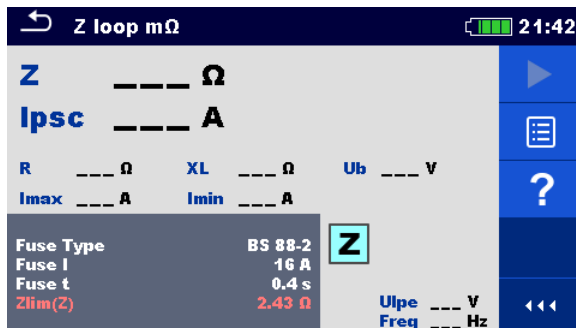 Z loop mΩ 21:42
Z ___ Ω
Ipsc ___ A
R ___ Ω XL ___ Ω Ub ___ V
Imax ___ A Imin ___ A
?
Fuse Type BS 88-2
Fuse I 16 A
Fuse t 0.4 s
Zlim(Z) 2.43 Ω
Z
Ulpe ___ V
Freq ___ Hz